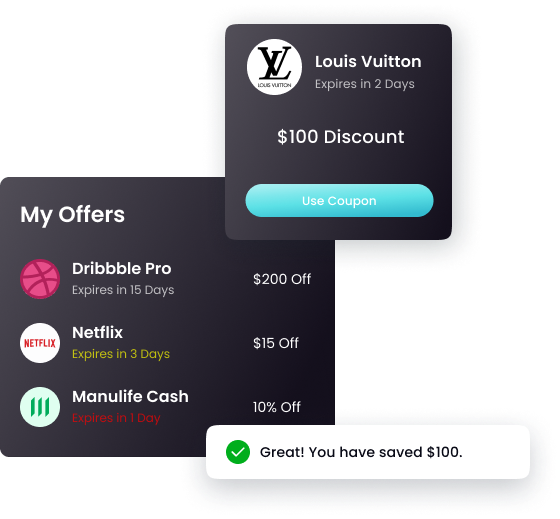 LOUIS VUITTON
Louis Vuitton
Expires in 2 Days
$100 Discount
Use Coupon
My Offers
Dribbble Pro
Expires in 15 Days
$200 Off
NETFLIX
Netflix
Expires in 3 Days
$15 Off
Manulife Cash
Expires in 1 Day
10% Off
Great! You have saved $100.